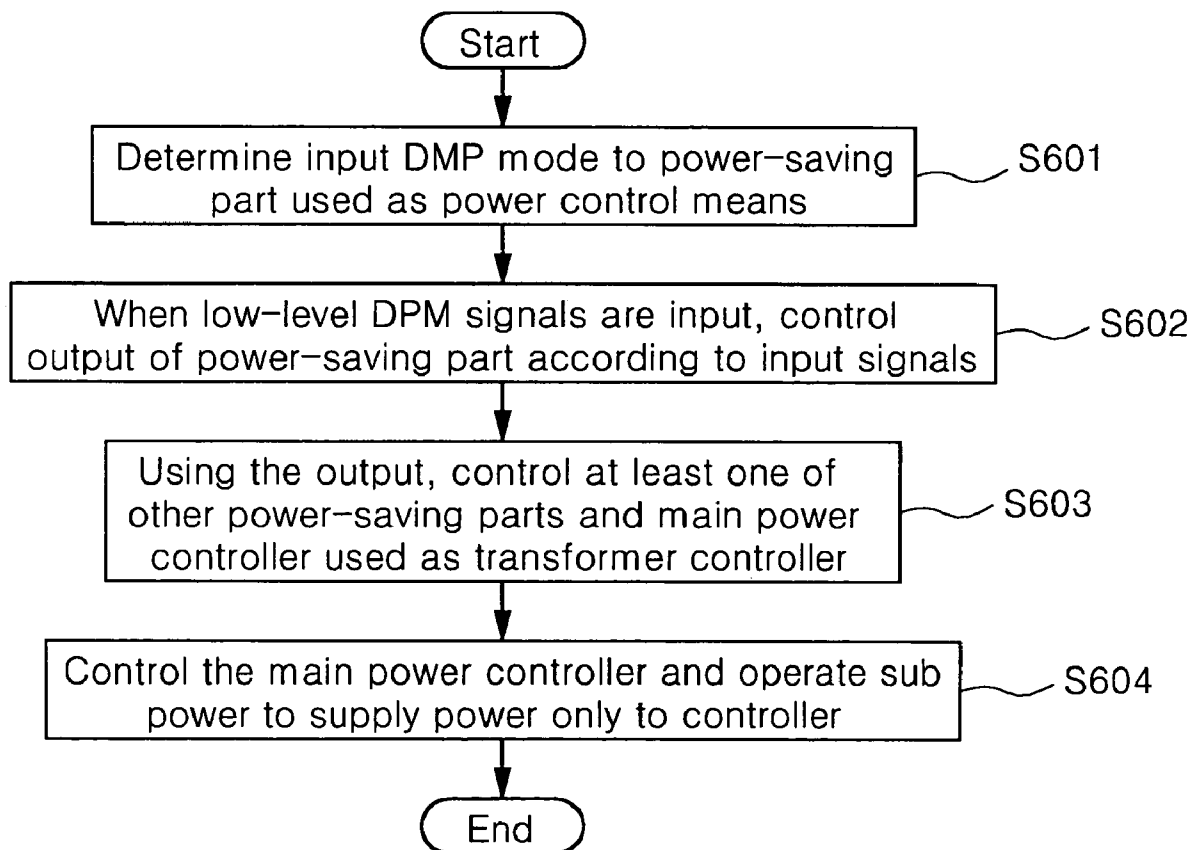 Start
Determine input DMP mode to power-saving
part used as power control means
S601
When low-level DPM signals are input, control
output of power-saving part according to input signals
S602
Using the output, control at least one of
other power-saving parts and main power
controller used as transformer controller
S603
Control the main power controller and operate sub
power to supply power only to controller
S604
End